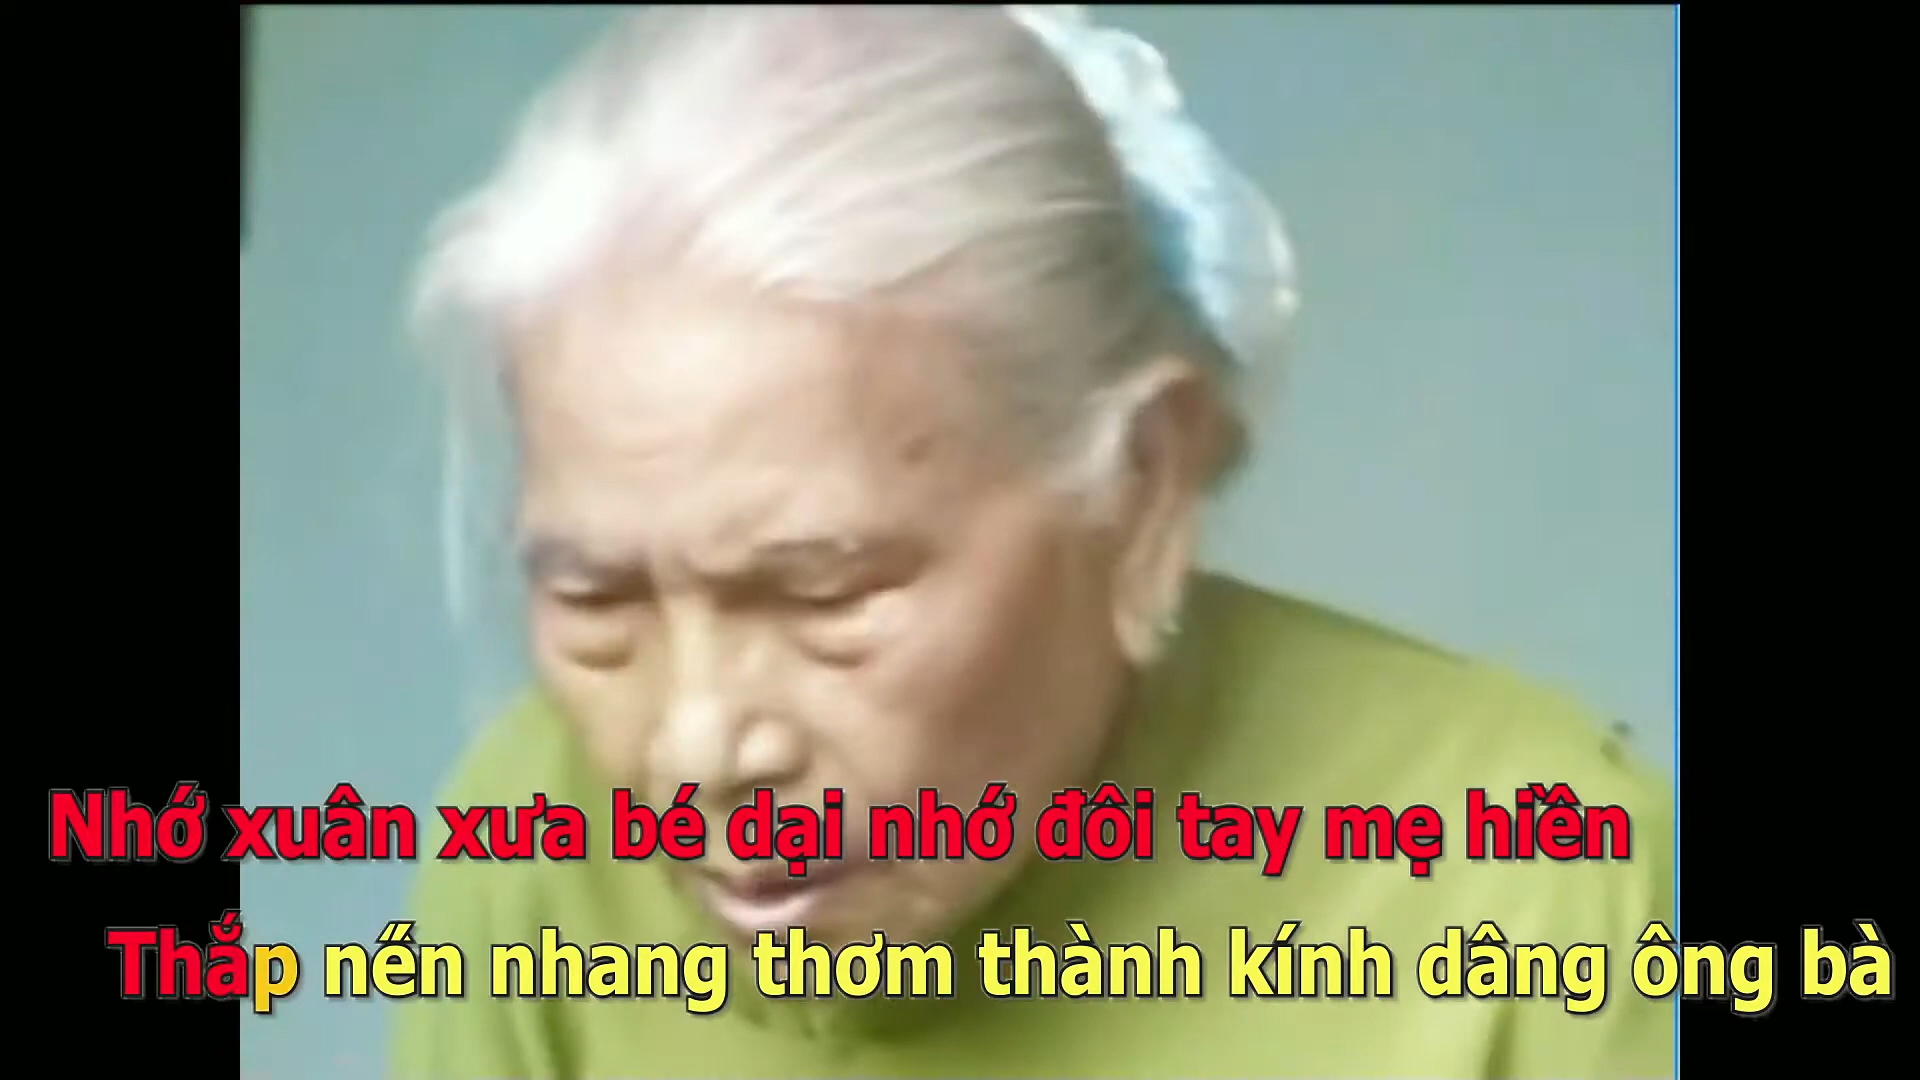 Nhớ xuân xưa bé dại nhớ đôi tay mẹ hiền
Thắp nến nhang thơm thành kính dâng ông bà